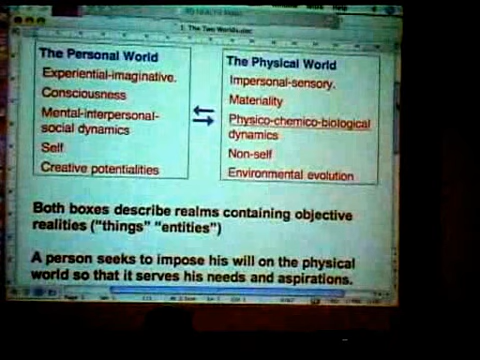 1. The Two Worlds.doc
The Personal World
Experiential-imaginative.
Consciousness
Mental-interpersonal-
social dynamics
Self
Creative potentialities
The Physical World
Impersonal-sensory.
Materiality
Physico-chemico-biological
dynamics
Non-self
Environmental evolution
Both boxes describe realms containing objective
realities ("things" "entities")
A person seeks to impose his will on the physical
world so that it serves his needs and aspirations.